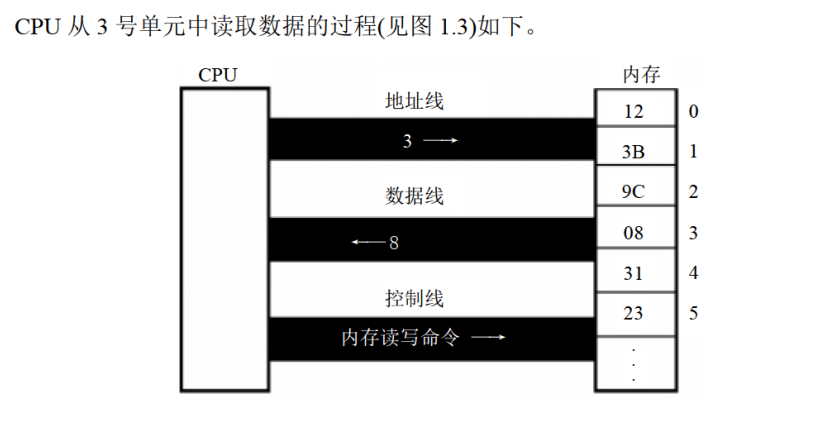 CPU 从 3 号单元中读取数据的过程(见图 1.3)如下。
CPU
内存
地址线
3 →
数据线
←8
控制线
内存读写命令 →
12 0
3B 1
9C 2
08 3
31 4
23 5
.
.
.